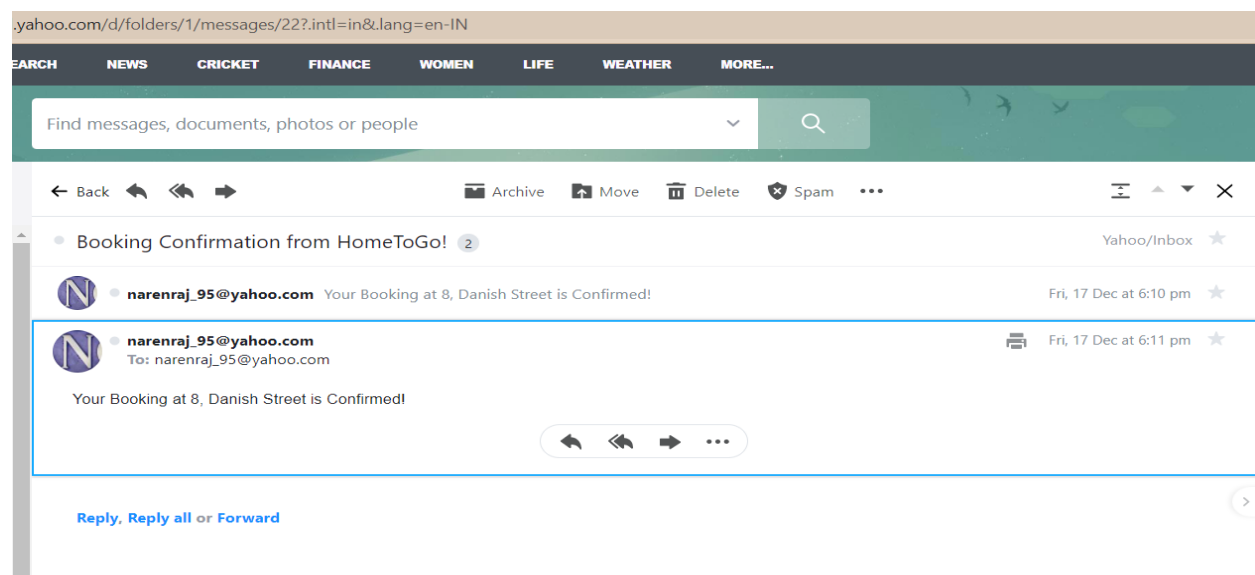 .yahoo.com/d/folders/1/messages/22?.intl=in&.lang=en-IN
EARCH NEWS CRICKET FINANCE WOMEN LIFE WEATHER MORE...
Find messages, documents, photos or people
Back Archive Move Delete Spam
Booking Confirmation from HomeToGo! 2 Yahoo/Inbox
N narenraj_95@yahoo.com Your Booking at 8, Danish Street is Confirmed! Fri, 17 Dec at 6:10 pm
N narenraj_95@yahoo.com Fri, 17 Dec at 6:11 pm
To: narenraj_95@yahoo.com
Your Booking at 8, Danish Street is Confirmed!
Reply, Reply all or Forward